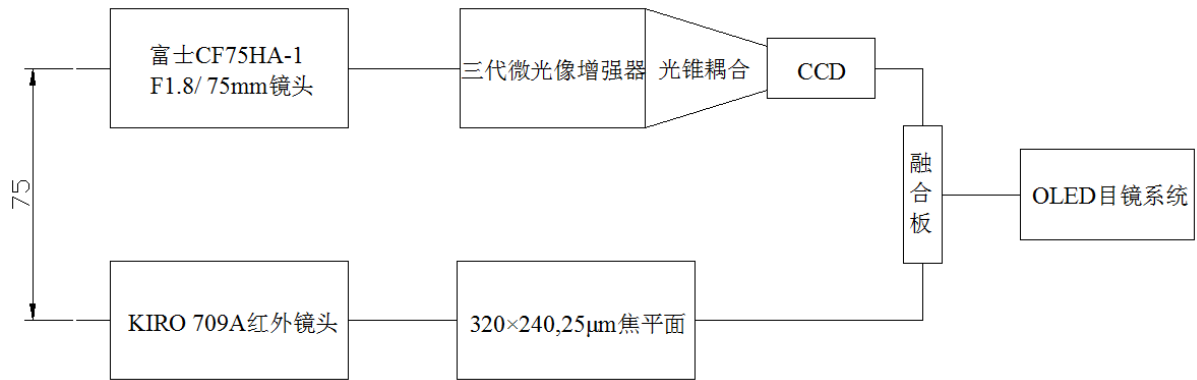 富士CF75HA-1
F1.8/ 75mm镜头
三代微光像增强器
光锥耦合
CCD
融
合
板
OLED目镜系统
75
KIRO 709A红外镜头
320×240,25μm焦平面